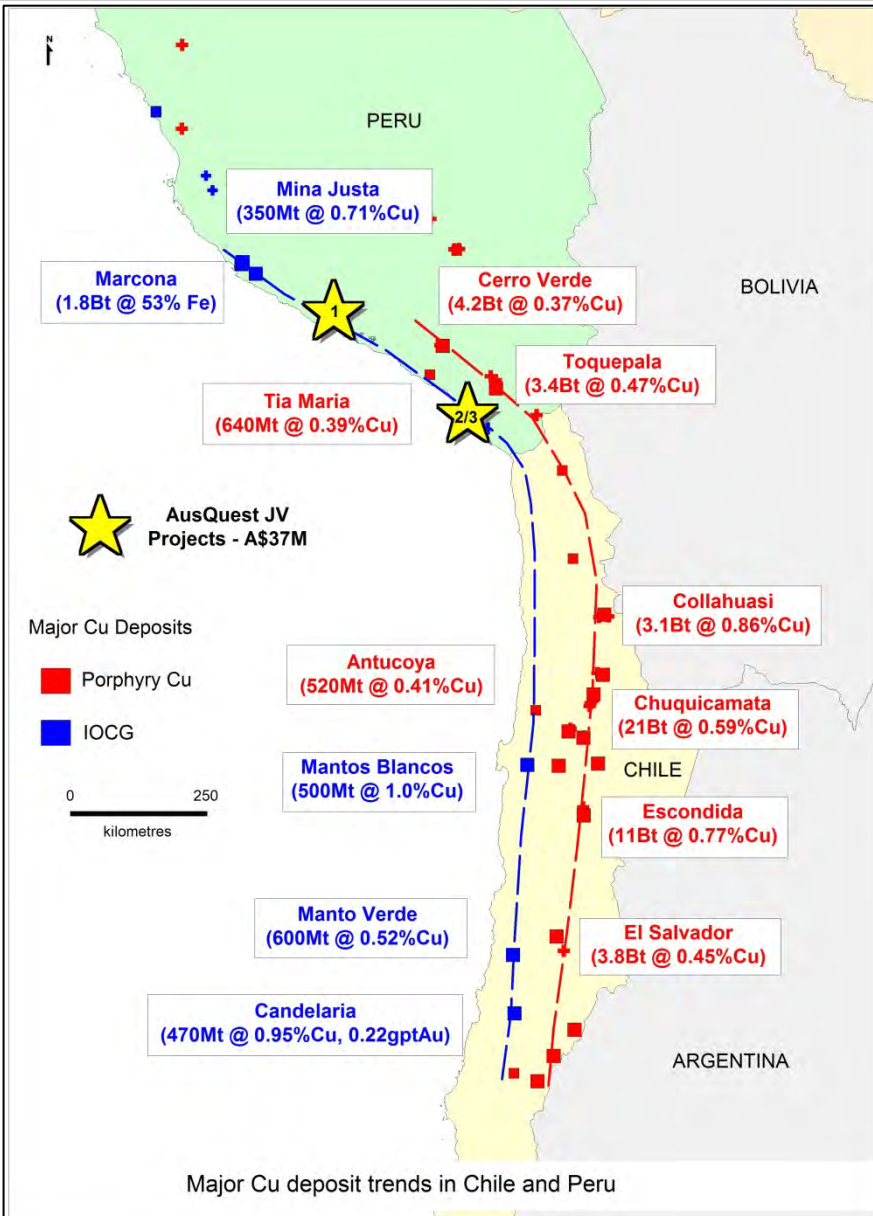 N
PERU
Mina Justa
(350Mt @ 0.71%Cu)
Marcona
(1.8Bt @ 53% Fe)
Cerro Verde
(4.2Bt @ 0.37%Cu)
BOLIVIA
1
Toquepala
(3.4Bt @ 0.47%Cu)
Tia Maria
(640Mt @ 0.39%Cu)
2/3
AusQuest JV
Projects - A$37M
Major Cu Deposits
Porphyry Cu
IOCG
0 250
kilometres
Collahuasi
(3.1Bt @ 0.86%Cu)
Antucoya
(520Mt @ 0.41%Cu)
Chuquicamata
(21Bt @ 0.59%Cu)
Mantos Blancos
(500Mt @ 1.0%Cu)
CHILE
Escondida
(11Bt @ 0.77%Cu)
Manto Verde
(600Mt @ 0.52%Cu)
El Salvador
(3.8Bt @ 0.45%Cu)
Candelaria
(470Mt @ 0.95%Cu, 0.22gptAu)
ARGENTINA
Major Cu deposit trends in Chile and Peru